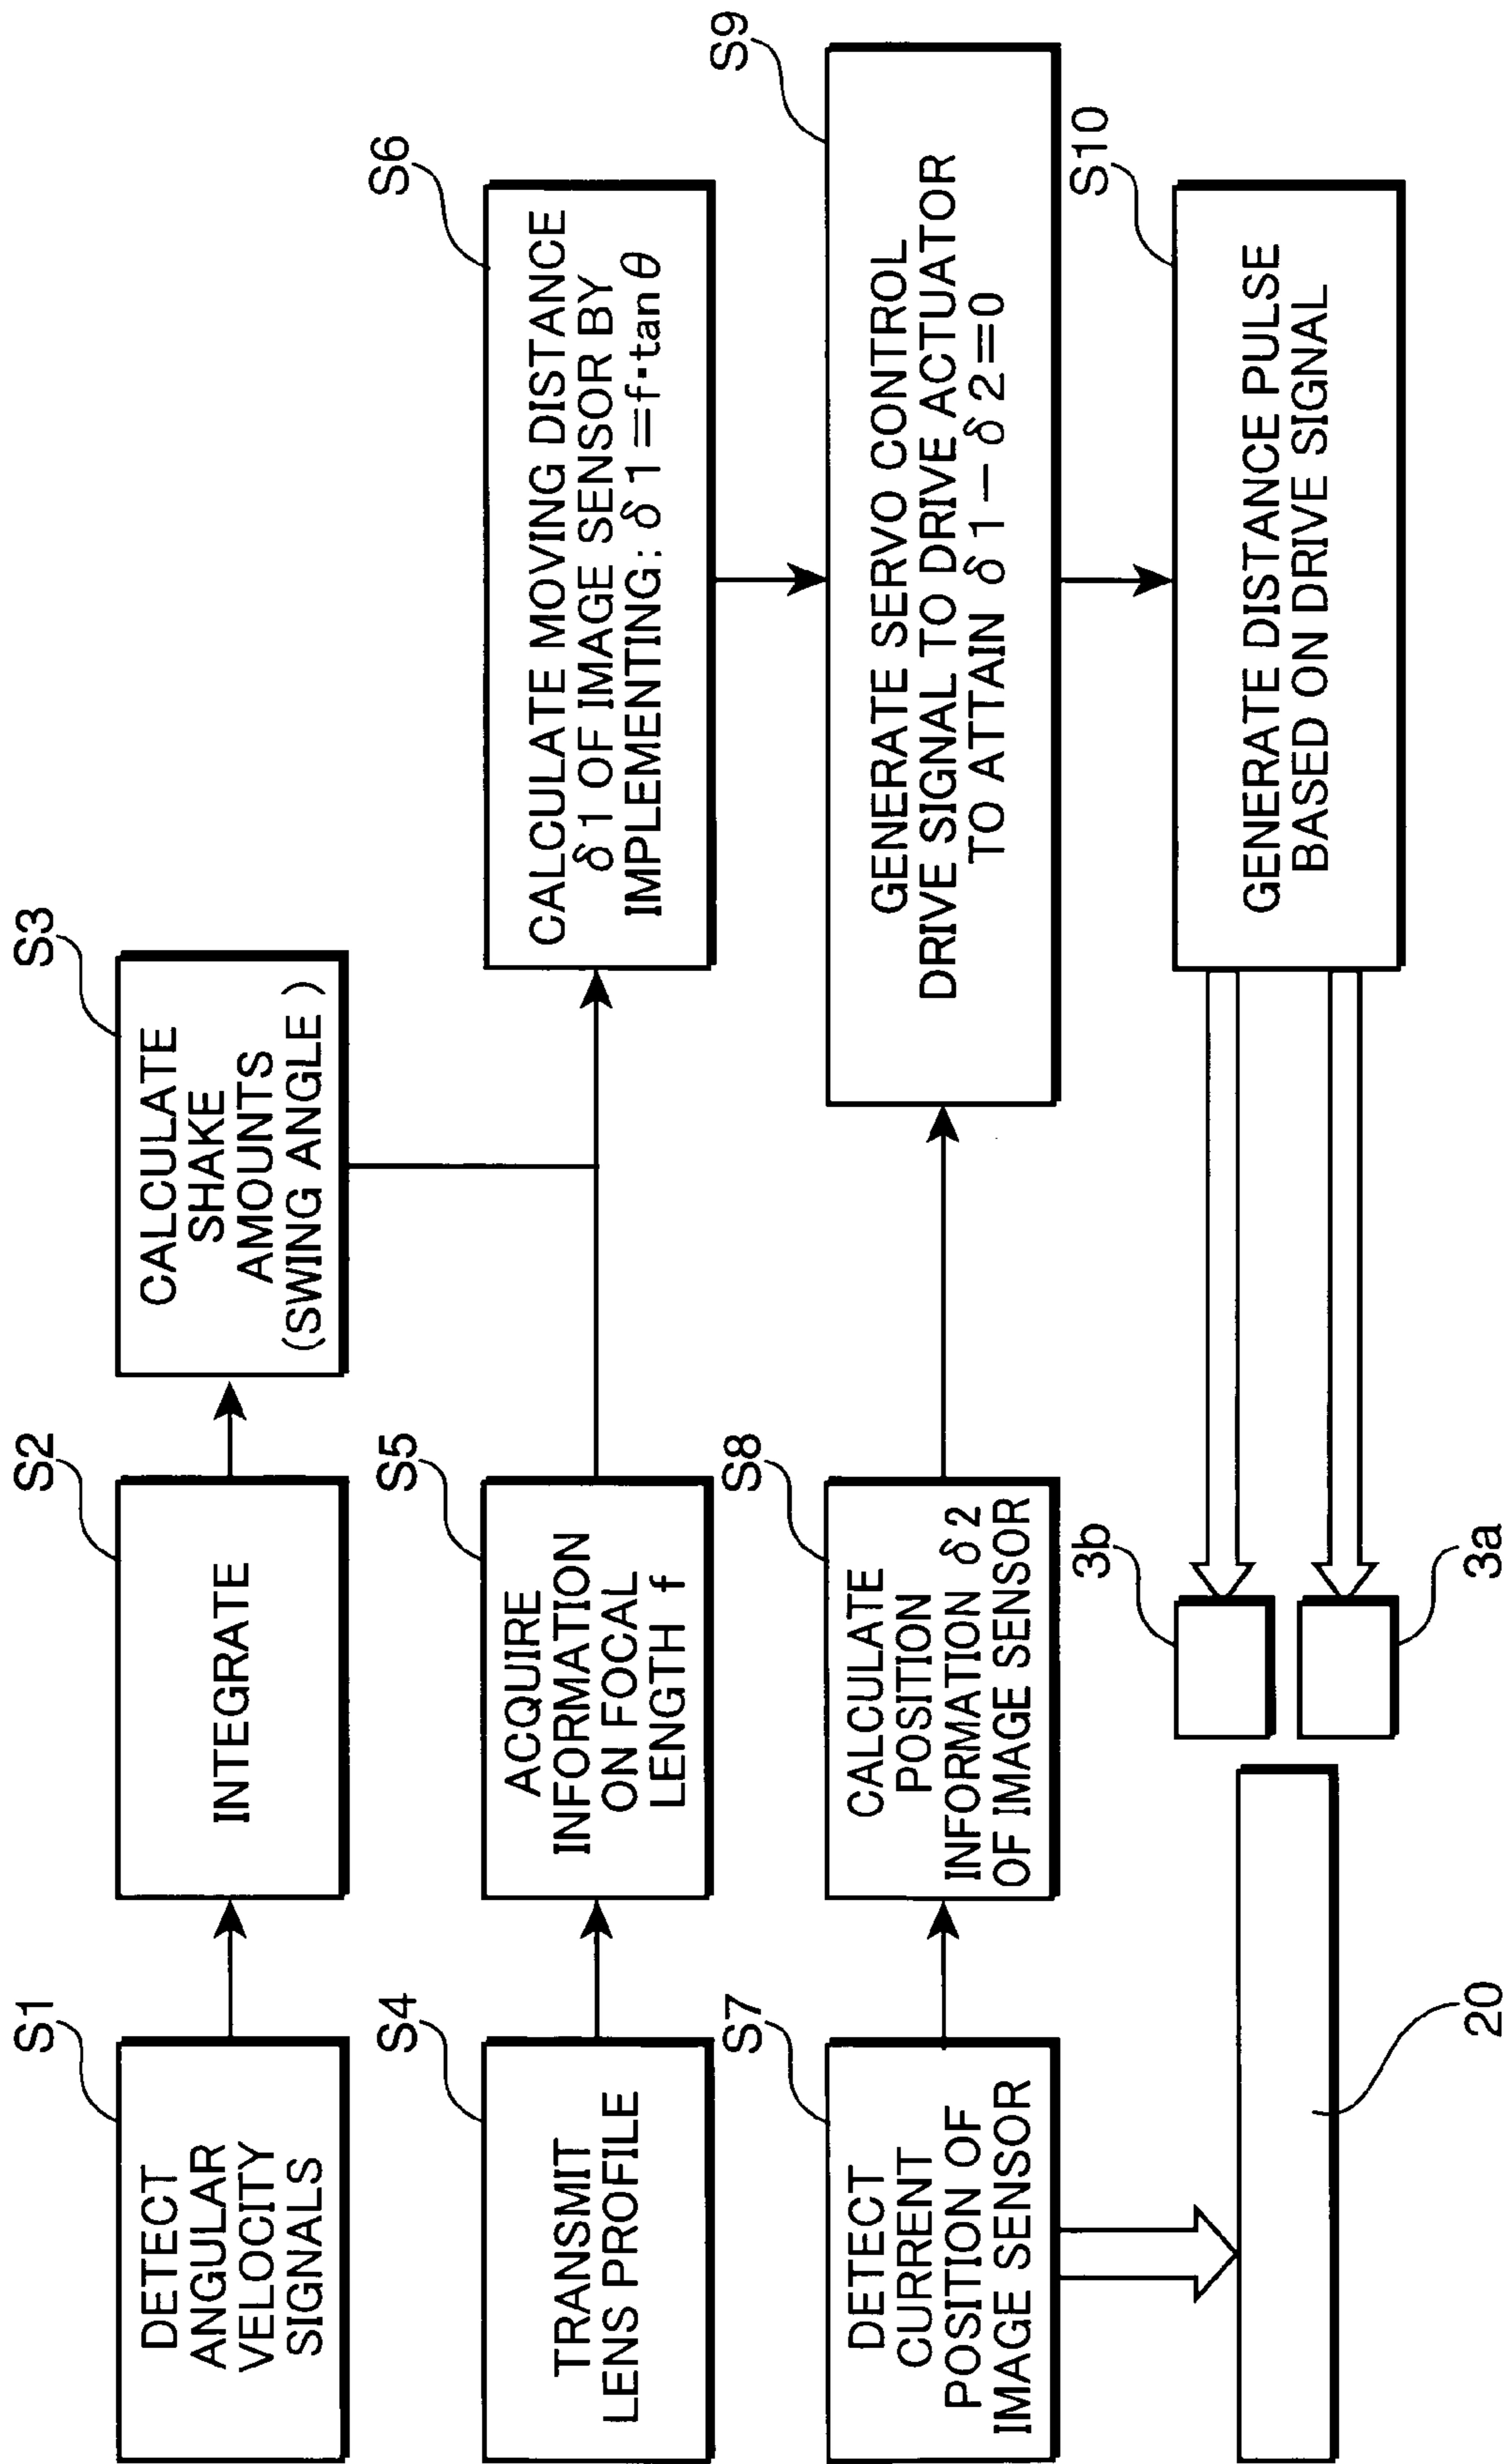 S1
DETECT
ANGULAR
VELOCITY
SIGNALS
S2
INTEGRATE
S3
CALCULATE
SHAKE
AMOUNTS
(SWING ANGLE )
S4
TRANSMIT
LENS PROFILE
S5
ACQUIRE
INFORMATION
ON FOCAL
LENGTH f
S6
CALCULATE MOVING DISTANCE
δ1 OF IMAGE SENSOR BY
IMPLEMENTING: δ1=f·tanθ
S7
DETECT
CURRENT
POSITION OF
IMAGE SENSOR
S8
CALCULATE
POSITION
INFORMATION δ2
OF IMAGE SENSOR
S9
GENERATE SERVO CONTROL
DRIVE SIGNAL TO DRIVE ACTUATOR
TO ATTAIN δ1-δ2=0
S10
GENERATE DISTANCE PULSE
BASED ON DRIVE SIGNAL
3b
3a
20